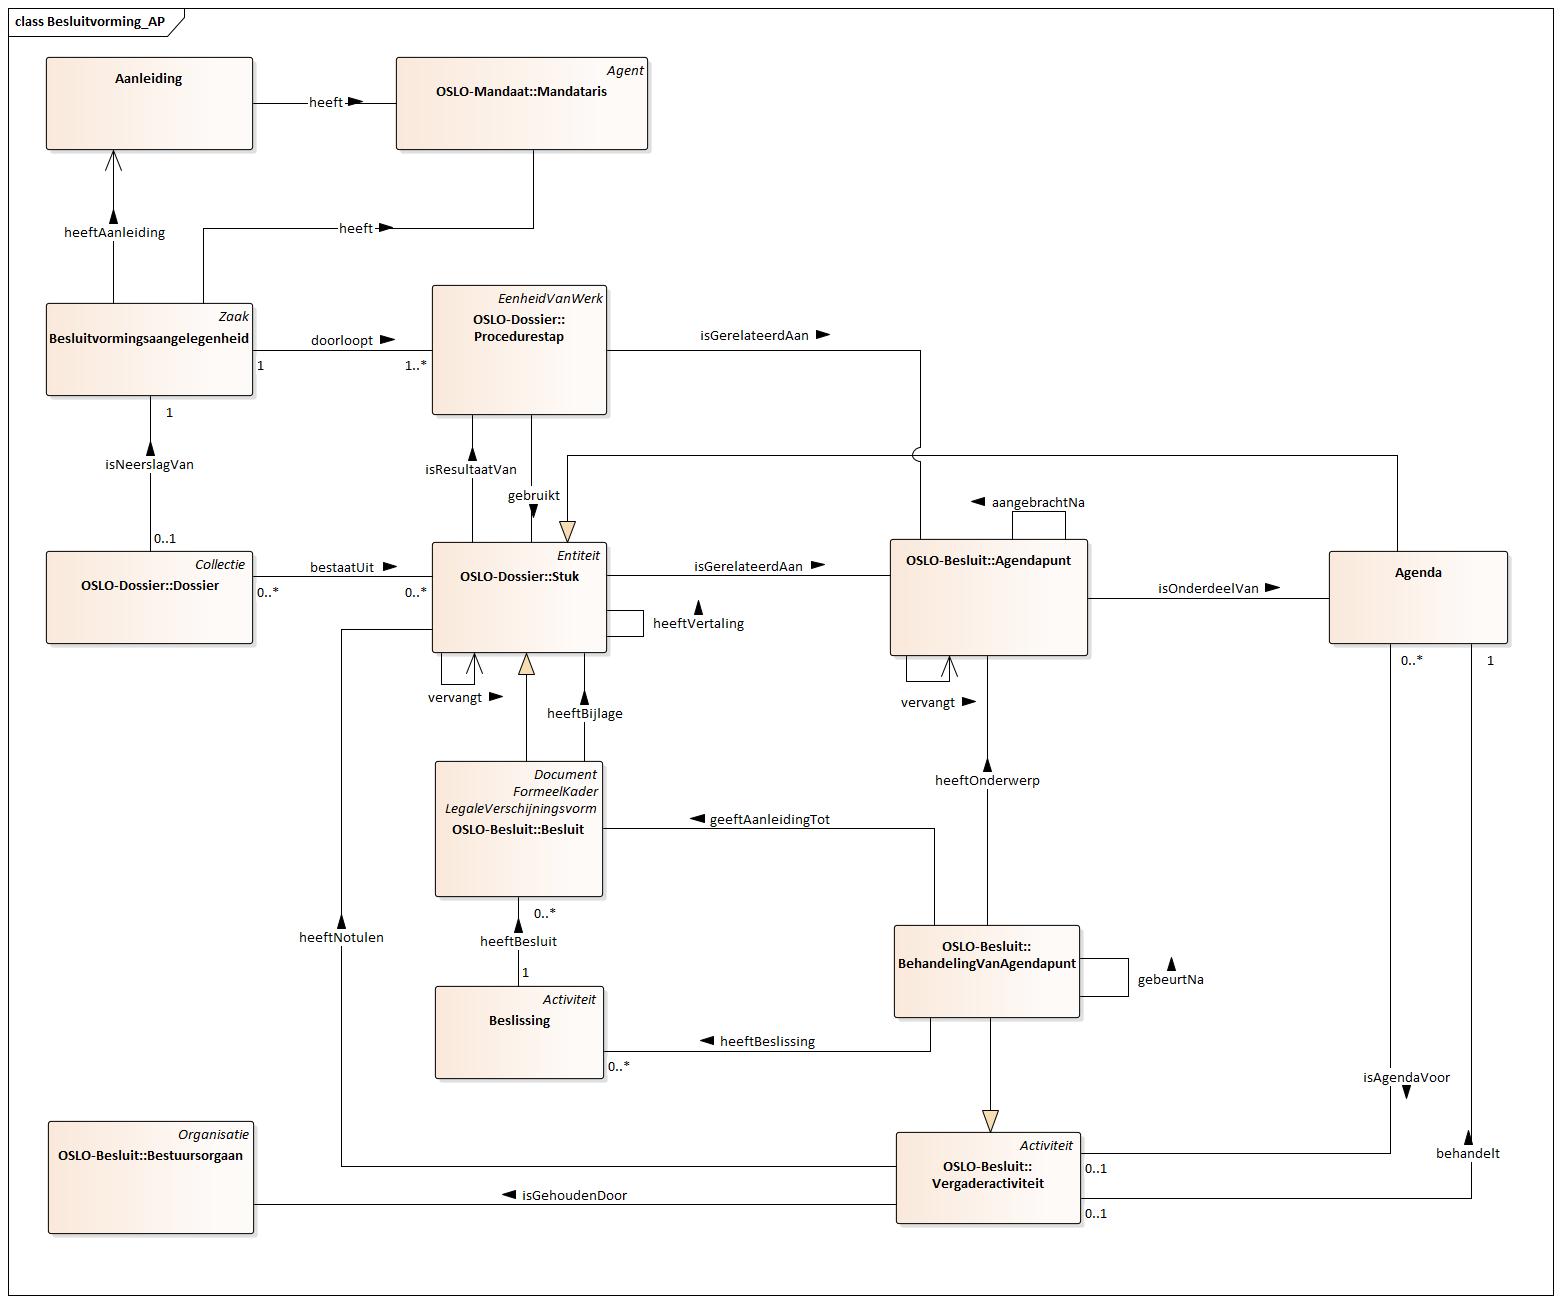 class Besluitvorming_AP
Aanleiding
Agent
OSLO-Mandaat::Mandataris
heeft
heeftAanleiding
heeft
Zaak
Besluitvormingsaangelegenheid
doorloopt
1
1..*
EenheidVanWerk
OSLO-Dossier::
Procedurestap
isGerelateerdAan
1
isNeerslagVan
0..1
isResultaatVan
gebruikt
aangebrachtNa
Collectie
OSLO-Dossier::Dossier
bestaatUit
0..*
0..*
Entiteit
OSLO-Dossier::Stuk
isGerelateerdAan
heeftVertaling
OSLO-Besluit::Agendapunt
isOnderdeelVan
Agenda
0..*
1
vervangt
heeftBijlage
vervangt
heeftOnderwerp
Document
FormeelKader
LegaleVerschijningsvorm
OSLO-Besluit::Besluit
geeftAanleidingTot
0..*
heeftBesluit
1
heeftNotulen
OSLO-Besluit::
BehandelingVanAgendapunt
gebeurtNa
Activiteit
Beslissing
heeftBeslissing
0..*
isAgendaVoor
behandelt
Organisatie
OSLO-Besluit::Bestuursorgaan
isGehoudenDoor
Activiteit
OSLO-Besluit::
Vergaderactiviteit
0..1
0..1